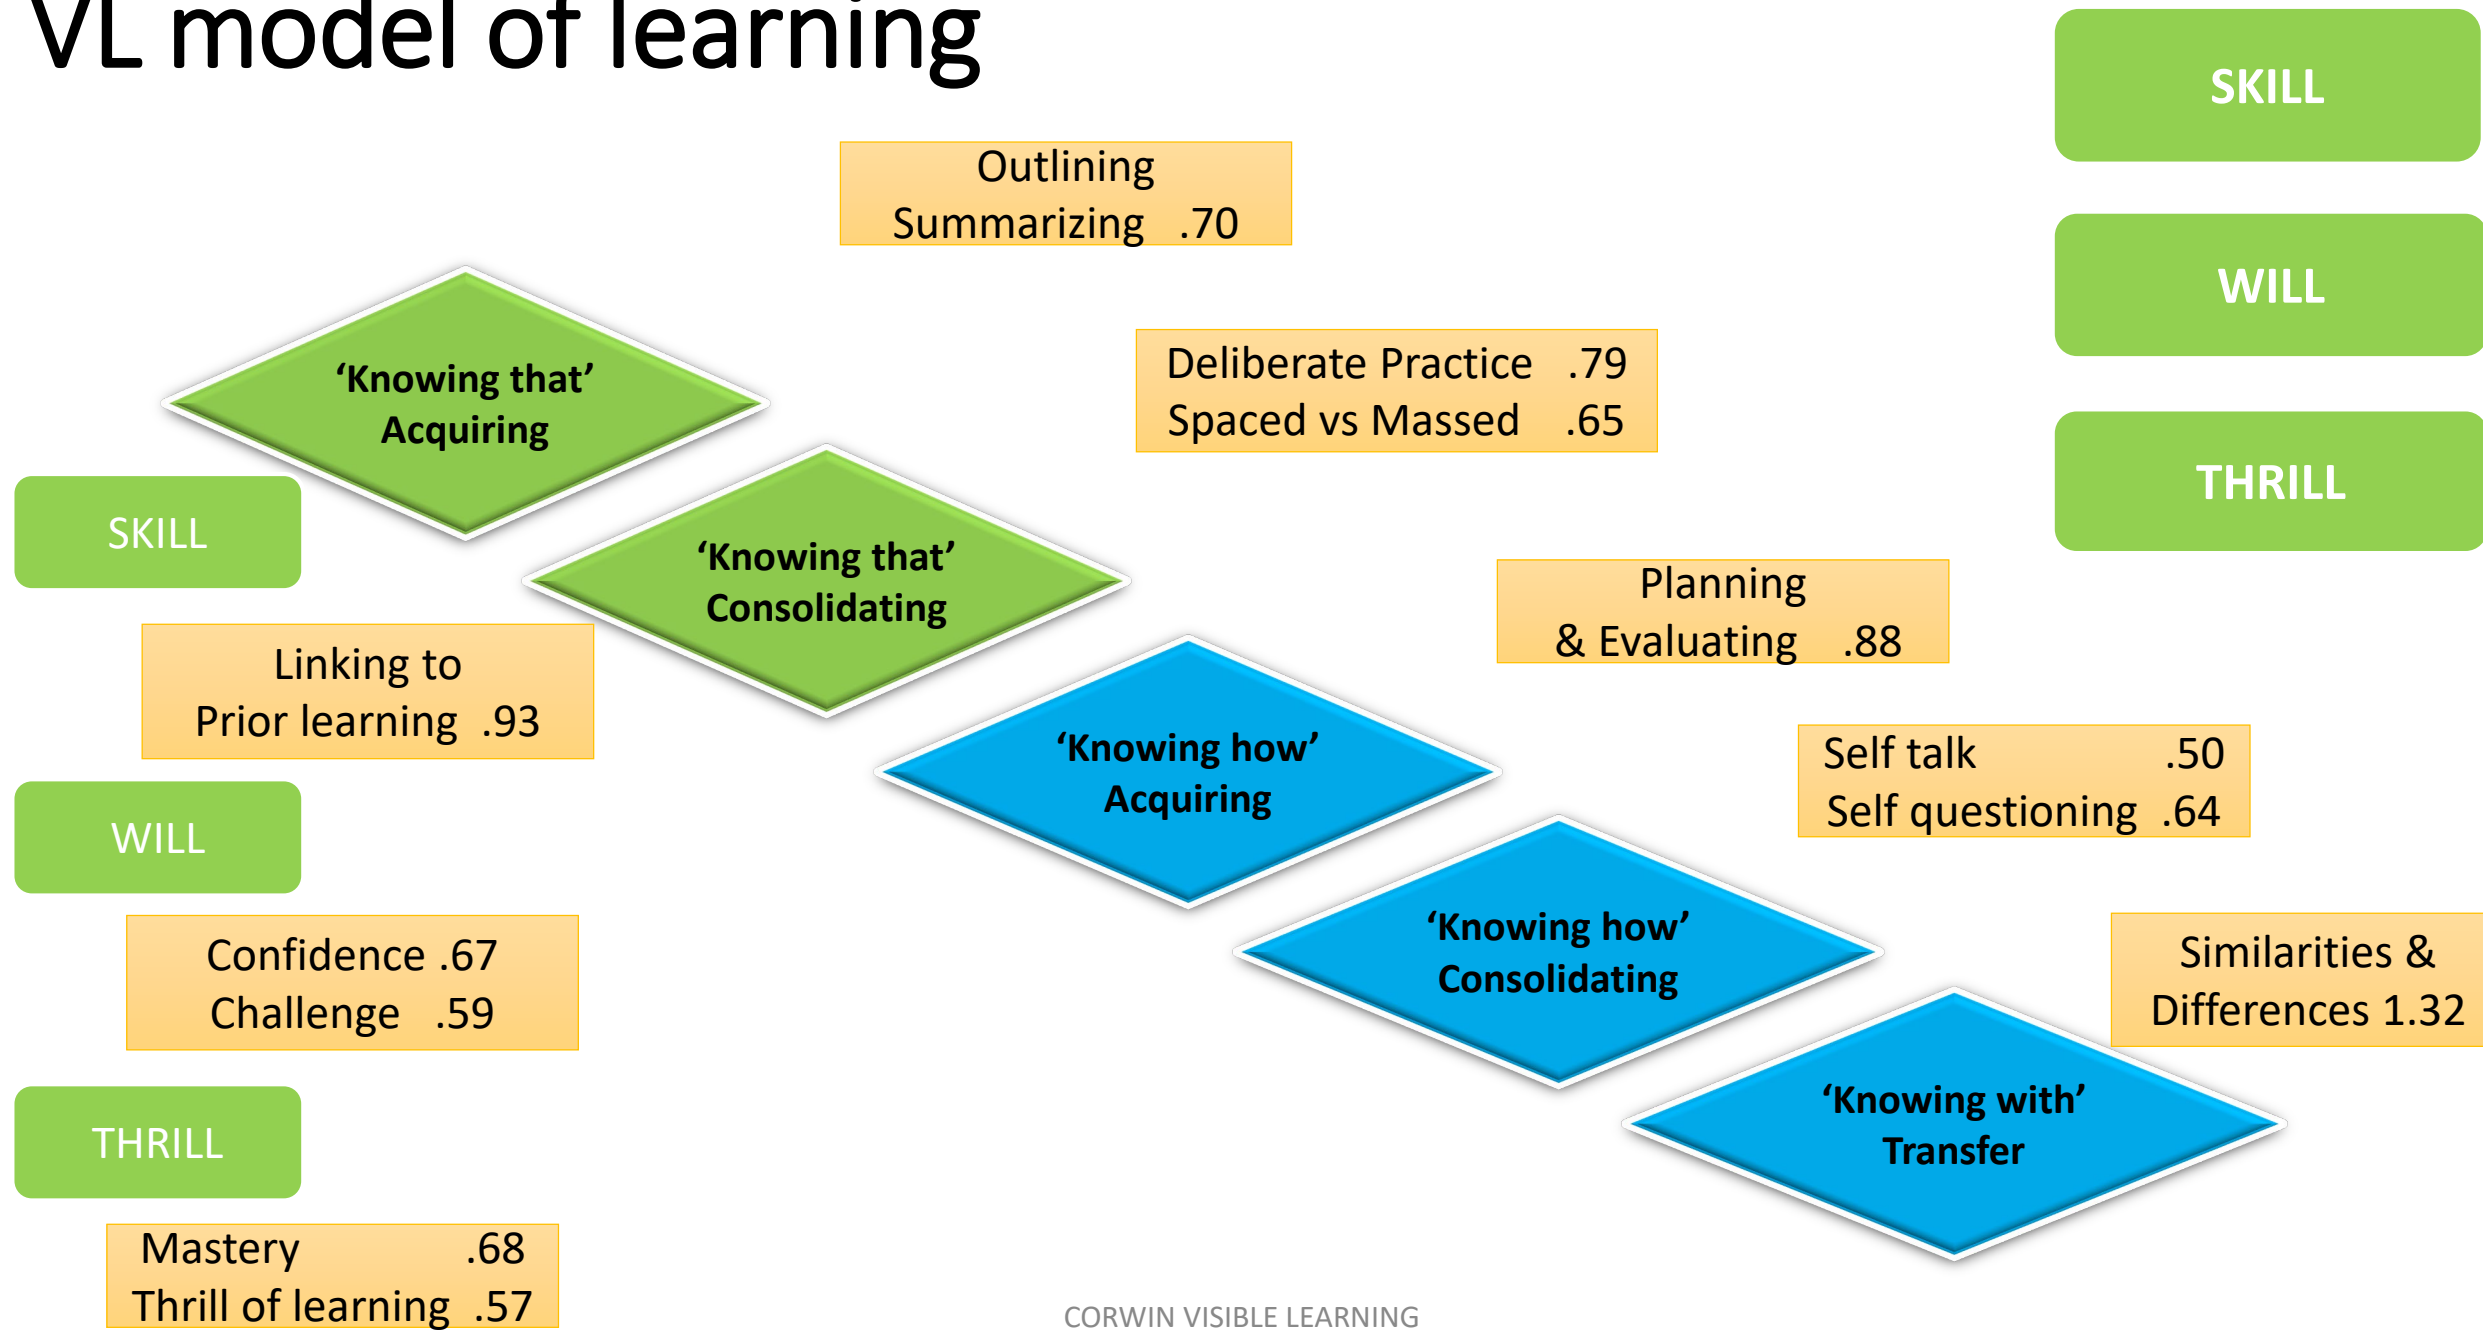 VL model of learning
SKILL
WILL
THRILL
Outlining
Summarizing .70
Deliberate Practice .79
Spaced vs Massed .65
‘Knowing that’
Acquiring
SKILL
‘Knowing that’
Consolidating
Planning
& Evaluating .88
Linking to
Prior learning .93
‘Knowing how’
Acquiring
Self talk .50
Self questioning .64
WILL
Confidence .67
Challenge .59
‘Knowing how’
Consolidating
Similarities &
Differences 1.32
THRILL
‘Knowing with’
Transfer
Mastery .68
Thrill of learning .57
CORWIN VISIBLE LEARNING